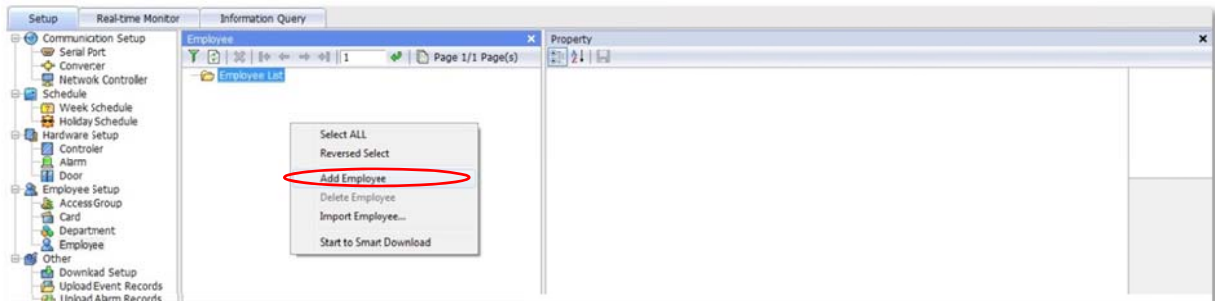 Setup Real-time Monitor Information Query
Communication Setup
Serial Port
Converter
Network Controller
Schedule
Week Schedule
Holiday Schedule
Hardware Setup
Controler
Alarm
Door
Employee Setup
Access Group
Card
Department
Employee
Other
Download Setup
Upload Event Records
Upload Alarm Records
Employee
1 Page 1/1 Page(s)
Employee List
Select ALL
Reversed Select
Add Employee
Delete Employee
Import Employee...
Start to Smart Download
Property